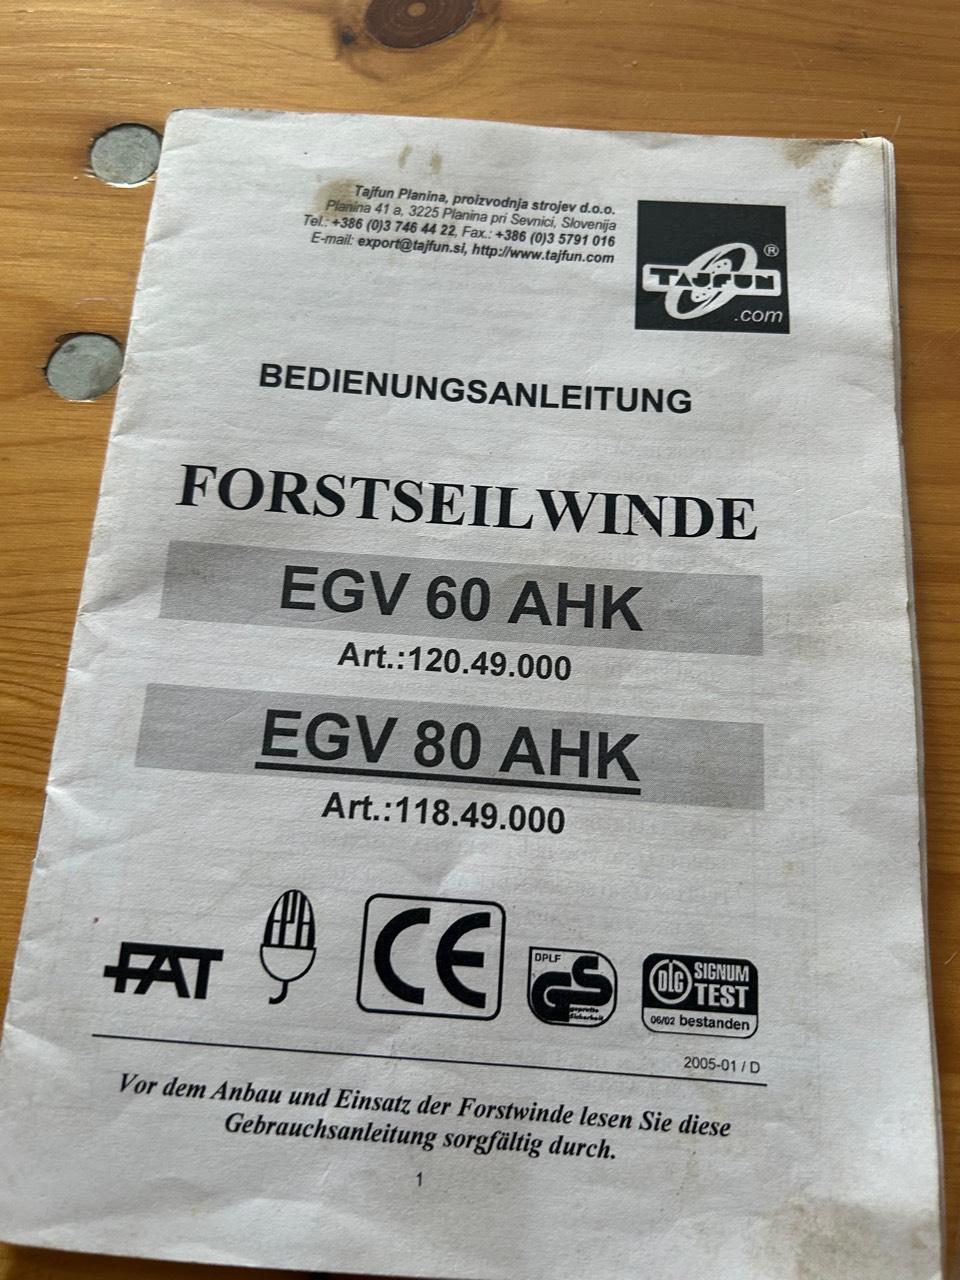 Tajfun Planina, proizvodnja strojev d.o.o.
Planina 41 a, 3225 Planina pri Sevnici, Slovenija
Tel.: +386 (0)3 746 44 22, Fax.: +386 (0)3 5791 016
E-mail: export@tajfun.si, http://www.tajfun.com
TAJFUN ®
.com
BEDIENUNGSANLEITUNG
FORSTSEILWINDE
EGV 60 AHK
Art.:120.49.000
EGV 80 AHK
Art.:118.49.000
FAT
FPA
CE
DPLF
GS
geprüfte
Sicherheit
DLG
SIGNUM
TEST
06/02 bestanden
2005-01 / D
Vor dem Anbau und Einsatz der Forstwinde lesen Sie diese
Gebrauchsanleitung sorgfältig durch.
1